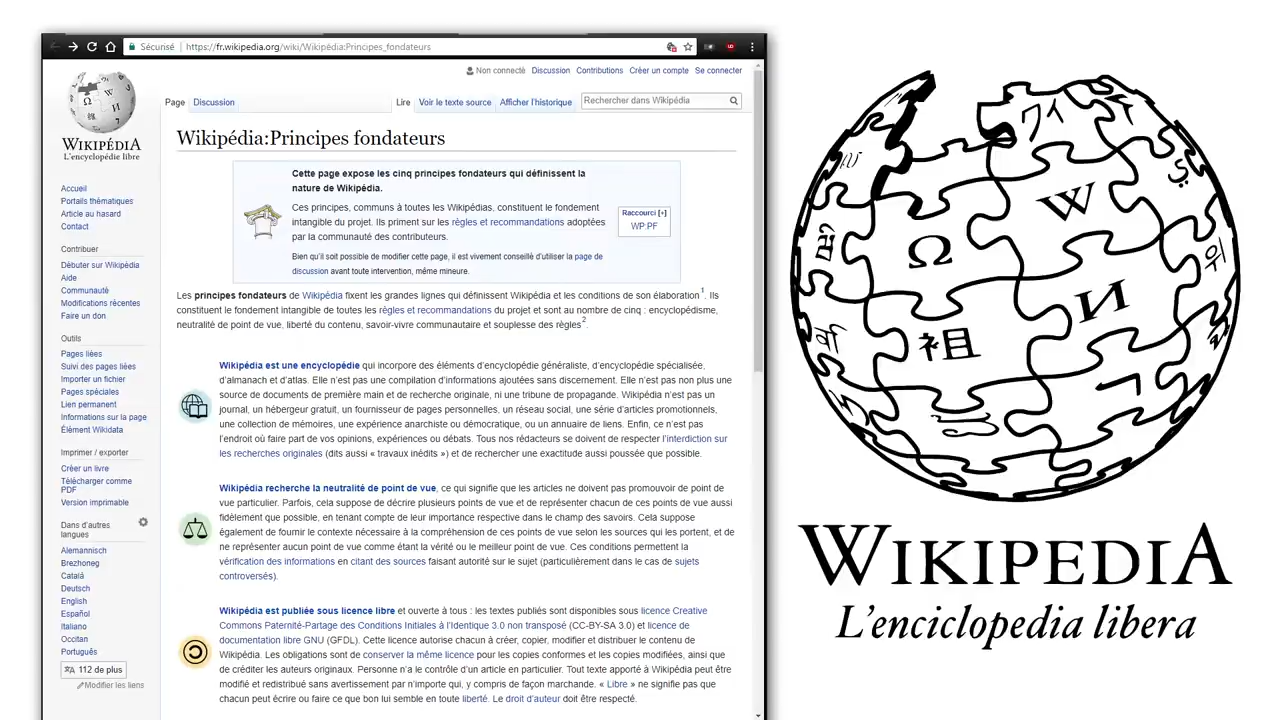 Sécurisé https://fr.wikipedia.org/wiki/Wikipédia:Principes_fondateurs
Non connecté Discussion Contributions Créer un compte Se connecter
Page Discussion Lire Voir le texte source Afficher l'historique Rechercher dans Wikipédia
WIKIPÉDIA
L'encyclopédie libre
Accueil
Portails thématiques
Article au hasard
Contact
Contribuer
Débuter sur Wikipédia
Aide
Communauté
Modifications récentes
Faire un don
Outils
Pages liées
Suivi des pages liées
Importer un fichier
Pages spéciales
Lien permanent
Informations sur la page
Élément Wikidata
Imprimer / exporter
Créer un livre
Télécharger comme
PDF
Version imprimable
Dans d'autres
langues
Alemannisch
Brezhoneg
Català
Deutsch
English
Español
Italiano
Occitan
Português
112 de plus
Modifier les liens
Wikipédia:Principes fondateurs
Cette page expose les cinq principes fondateurs qui définissent la
nature de Wikipédia.
Ces principes, communs à toutes les Wikipédias, constituent le fondement
intangible du projet. Ils priment sur les règles et recommandations adoptées
par la communauté des contributeurs.
Bien qu'il soit possible de modifier cette page, il est vivement conseillé d'utiliser la page de
discussion avant toute intervention, même mineure.
Raccourci [+]
WP:PF
Les principes fondateurs de Wikipédia fixent les grandes lignes qui définissent Wikipédia et les conditions de son élaboration1. Ils
constituent le fondement intangible de toutes les règles et recommandations du projet et sont au nombre de cinq : encyclopédisme,
neutralité de point de vue, liberté du contenu, savoir-vivre communautaire et souplesse des règles2.
Wikipédia est une encyclopédie qui incorpore des éléments d'encyclopédie généraliste, d'encyclopédie spécialisée,
d'almanach et d'atlas. Elle n'est pas une compilation d'informations ajoutées sans discernement. Elle n'est pas non plus une
source de documents de première main et de recherche originale, ni une tribune de propagande. Wikipédia n'est pas un
journal, un hébergeur gratuit, un fournisseur de pages personnelles, un réseau social, une série d'articles promotionnels,
une collection de mémoires, une expérience anarchiste ou démocratique, ou un annuaire de liens. Enfin, ce n'est pas
l'endroit où faire part de vos opinions, expériences ou débats. Tous nos rédacteurs se doivent de respecter l'interdiction sur
les recherches originales (dits aussi « travaux inédits ») et de rechercher une exactitude aussi poussée que possible.
Wikipédia recherche la neutralité de point de vue, ce qui signifie que les articles ne doivent pas promouvoir de point de
vue particulier. Parfois, cela suppose de décrire plusieurs points de vue et de représenter chacun de ces points de vue aussi
fidèlement que possible, en tenant compte de leur importance respective dans le champ des savoirs. Cela suppose
également de fournir le contexte nécessaire à la compréhension de ces points de vue selon les sources qui les portent, et de
ne représenter aucun point de vue comme étant la vérité ou le meilleur point de vue. Ces conditions permettent la
vérification des informations en citant des sources faisant autorité sur le sujet (particulièrement dans le cas de sujets
controversés).
Wikipédia est publiée sous licence libre et ouverte à tous : les textes publiés sont disponibles sous licence Creative
Commons Paternité-Partage des Conditions Initiales à l'Identique 3.0 non transposé (CC-BY-SA 3.0) et licence de
documentation libre GNU (GFDL). Cette licence autorise chacun à créer, copier, modifier et distribuer le contenu de
Wikipédia. Les obligations sont de conserver la même licence pour les copies conformes et les copies modifiées, ainsi que
de créditer les auteurs originaux. Personne n'a le contrôle d'un article en particulier. Tout texte apporté à Wikipédia peut être
modifié et redistribué sans avertissement par n'importe qui, y compris de façon marchande. « Libre » ne signifie pas que
chacun peut écrire ou faire ce que bon lui semble en toute liberté. Le droit d'auteur doit être respecté.
W
Ω
И
祖
위
WIKIPEDIA
L'enciclopedia libera